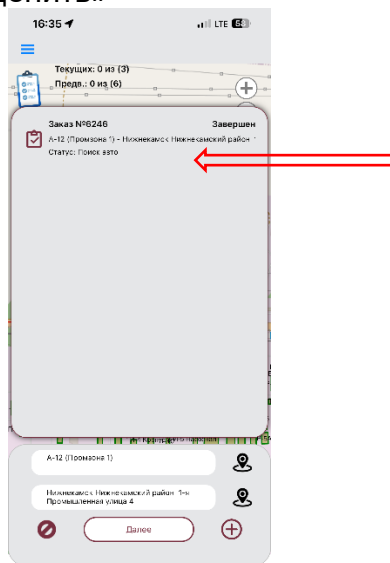 16:35 LTE
Текущих: 0 из (3)
Предв.: 0 из (6)
Заказ №6246 Завершен
А-12 (Промзона 1) - Нижнекамск Нижнекамский район
Статус: Поиск авто
А-12 (Промзона 1)
Нижнекамск Нижнекамский район 1-я
Промышленная улица 4
Далее